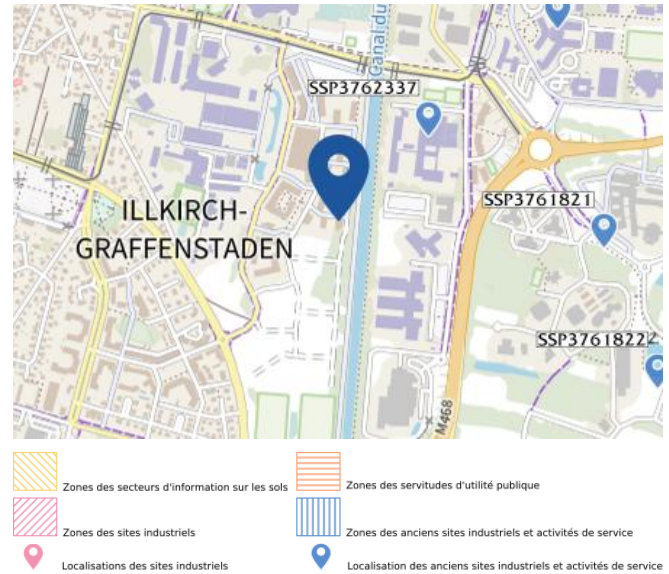 Canal du
SSP3762337
SSP3761821
ILLKIRCH-
GRAFFENSTADEN
SSP3761822
M468
Zones des secteurs d'information sur les sols
Zones des servitudes d'utilité publique
Zones des sites industriels
Zones des anciens sites industriels et activités de service
Localisations des sites industriels
Localisation des anciens sites industriels et activités de service